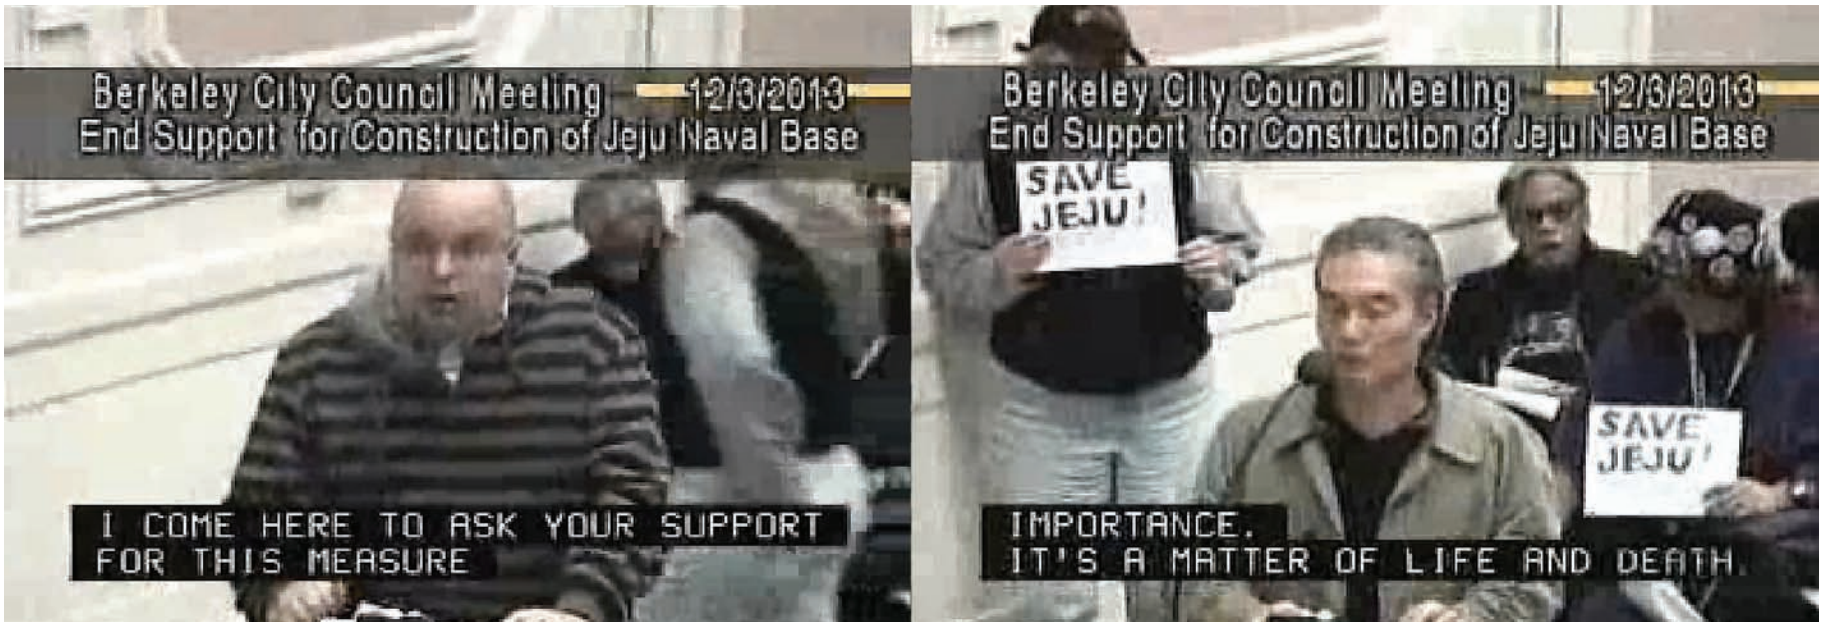 Berkeley City Council Meeting 12/3/2013
End Support for Construction of Jeju Naval Base
I COME HERE TO ASK YOUR SUPPORT
FOR THIS MEASURE
Berkeley City Council Meeting 12/3/2013
End Support for Construction of Jeju Naval Base
SAVE
JEJU!
SAVE
JEJU!
IMPORTANCE.
IT'S A MATTER OF LIFE AND DEATH.